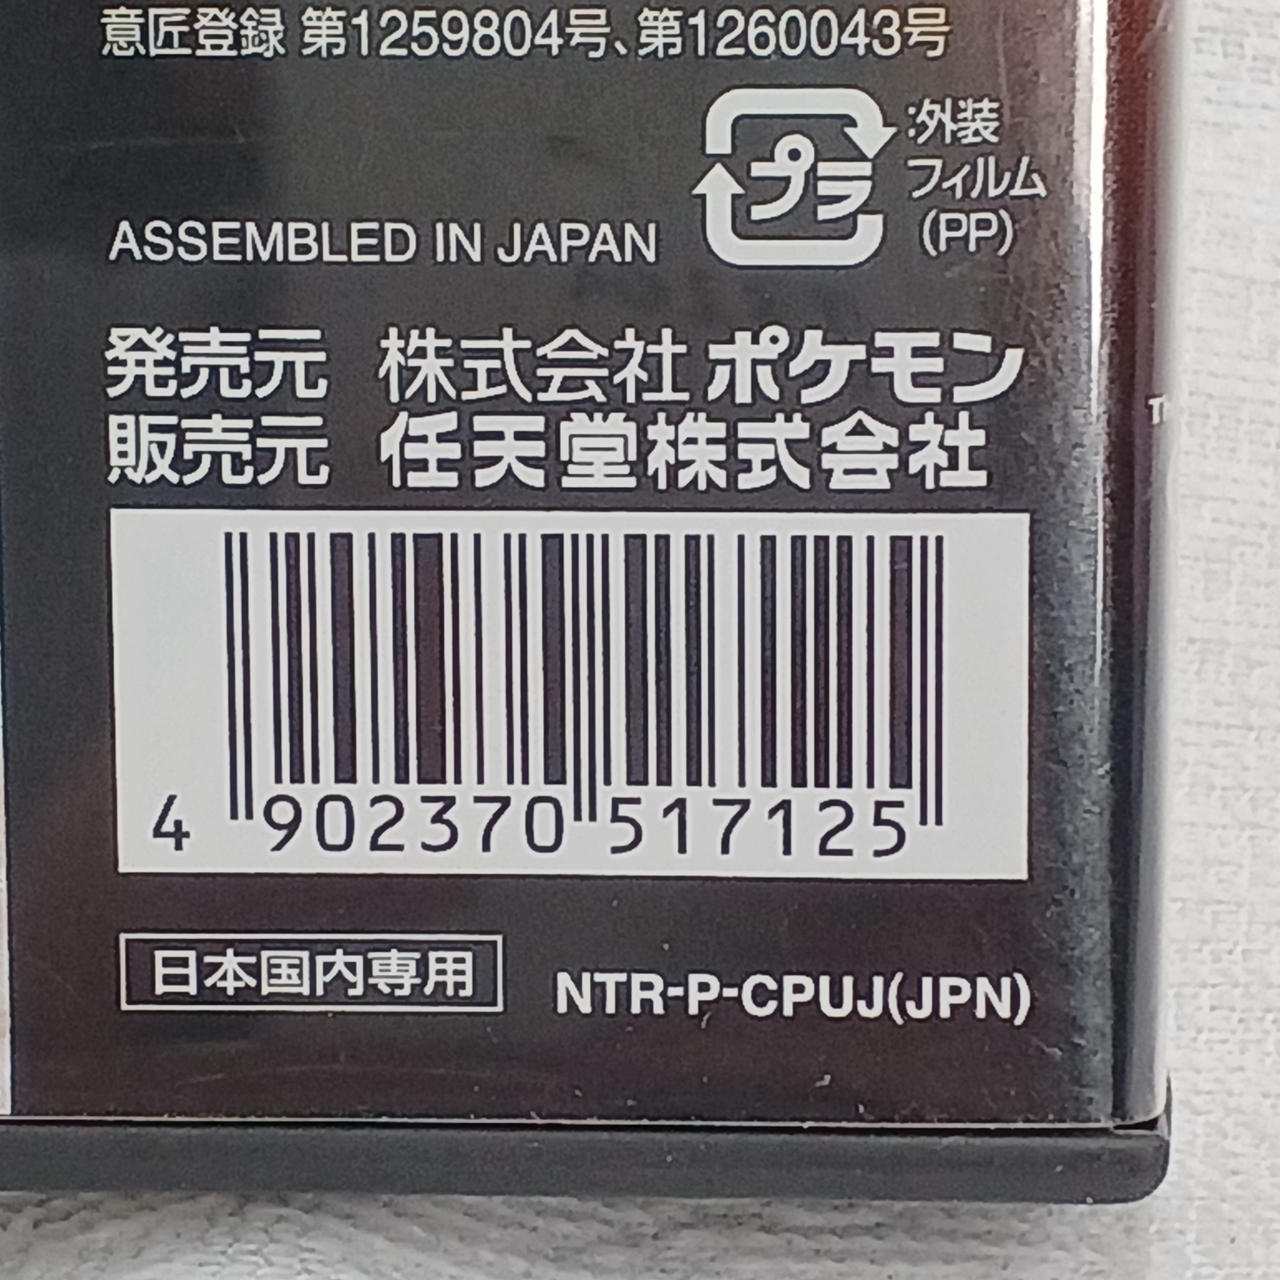 意匠登録 第1259804号、第1260043号
プラ
:外装
フィルム
(PP)
ASSEMBLED IN JAPAN
発売元 株式会社ポケモン
販売元 任天堂株式会社
4 902370 517125
日本国内専用
NTR-P-CPUJ(JPN)